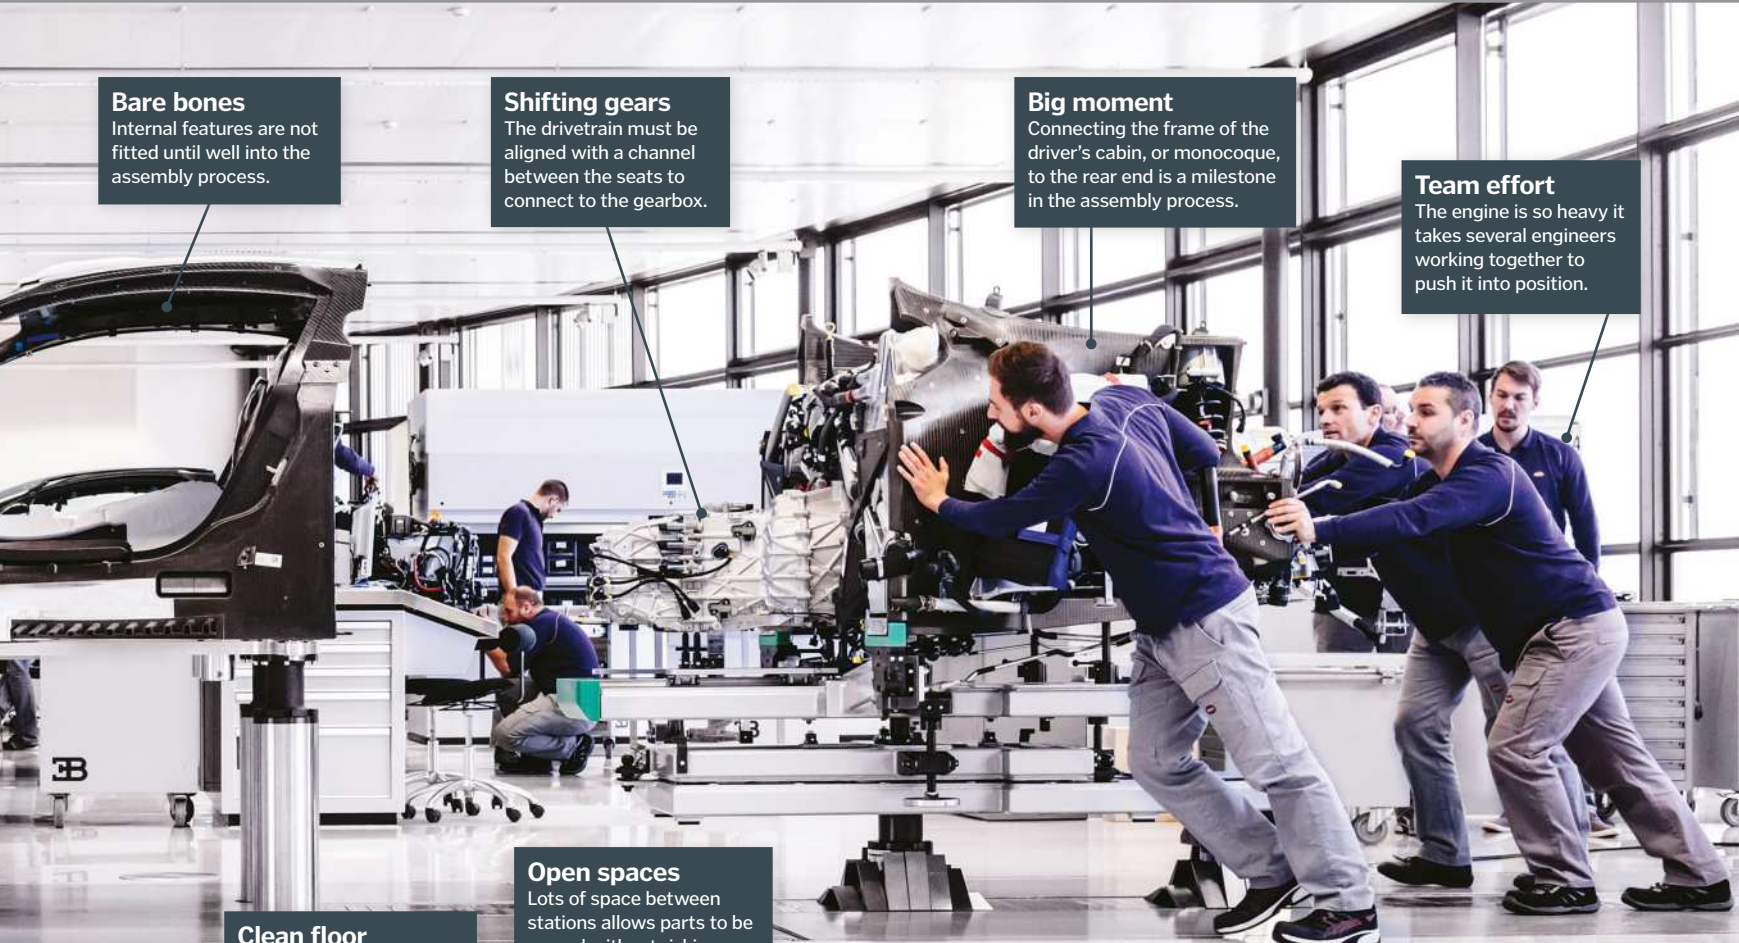 Bare bones
Internal features are not
fitted until well into the
assembly process.
Shifting gears
The drivetrain must be
aligned with a channel
between the seats to
connect to the gearbox.
Big moment
Connecting the frame of the
driver's cabin, or monocoque,
to the rear end is a milestone
in the assembly process.
Team effort
The engine is so heavy it
takes several engineers
working together to
push it into position.
EB
Open spaces
Lots of space between
stations allows parts to be
Clean floor